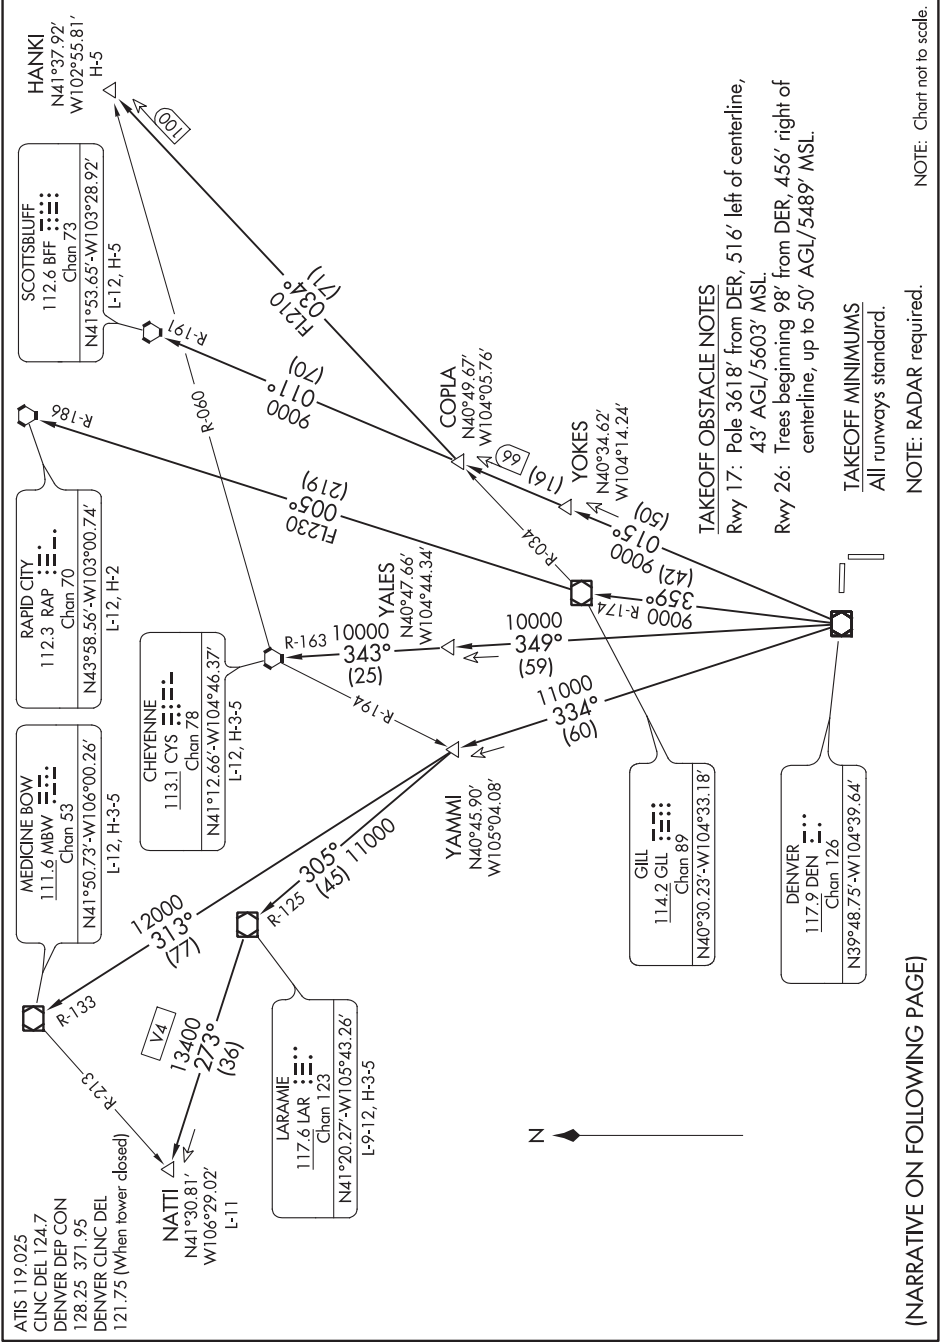 ATIS 119.025
CLNC DEL 124.7
DENVER DEP CON
128.25 371.95
DENVER CLNC DEL
121.75 (When tower closed)
MEDICINE BOW
111.6 MBW
Chan 53
N41°50.73'-W106°00.26'
L-12, H-3-5
RAPID CITY
112.3 RAP
Chan 70
N43°58.56'-W103°00.74'
L-12, H-2
SCOTTSBLUFF
112.6 BFF
Chan 73
N41°53.65'-W103°28.92'
L-12, H-5
HANKI
N41°37.92'
W102°55.81'
H-5
CHEYENNE
113.1 CYS
Chan 78
N41°12.66'-W104°46.37'
L-12, H-3-5
NATTI
N41°30.81'
W106°29.02'
L-11
R-213
R-133
V4
13400
273°
(36)
12000
313°
(77)
R-125
305°
(45)
11000
LARAMIE
117.6 LAR
Chan 123
N41°20.27'-W105°43.26'
L-9-12, H-3-5
YAMMI
N40°45.90'
W105°04.08'
R-194
R-163
10000
343°
(25)
YALES
N40°47.66'
W104°44.34'
R-060
R-186
FL230
005°
(219)
R-191
9000
011°
(70)
FL210
034°
(71)
100
COPLA
N40°49.67'
W104°05.76'
66
(16)
YOKES
N40°34.62'
W104°14.24'
R-034
R-174
11000
334°
(60)
10000
349°
(59)
9000
359°
(42)
9000
015°
(50)
GILL
114.2 GLL
Chan 89
N40°30.23'-W104°33.18'
DENVER
117.9 DEN
Chan 126
N39°48.75'-W104°39.64'
N
TAKEOFF OBSTACLE NOTES
Rwy 17: Pole 3618' from DER, 516' left of centerline,
43' AGL/5603' MSL.
Rwy 26: Trees beginning 98' from DER, 456' right of
centerline, up to 50' AGL/5489' MSL.
TAKEOFF MINIMUMS
All runways standard.
NOTE: RADAR required.
NOTE: Chart not to scale.
(NARRATIVE ON FOLLOWING PAGE)